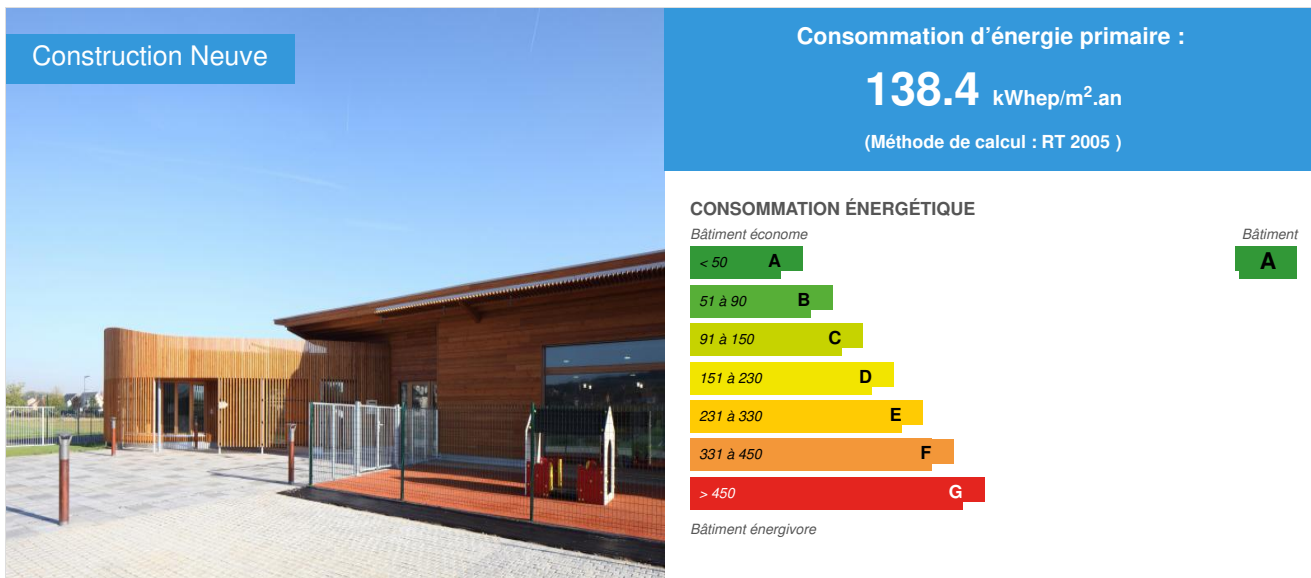 Construction Neuve
Consommation d'énergie primaire :
138.4 kWhep/m².an
(Méthode de calcul : RT 2005 )
CONSOMMATION ÉNERGÉTIQUE
Bâtiment économe
Bâtiment
< 50 A
A
51 à 90 B
91 à 150 C
151 à 230 D
231 à 330 E
331 à 450 F
> 450 G
Bâtiment énergivore